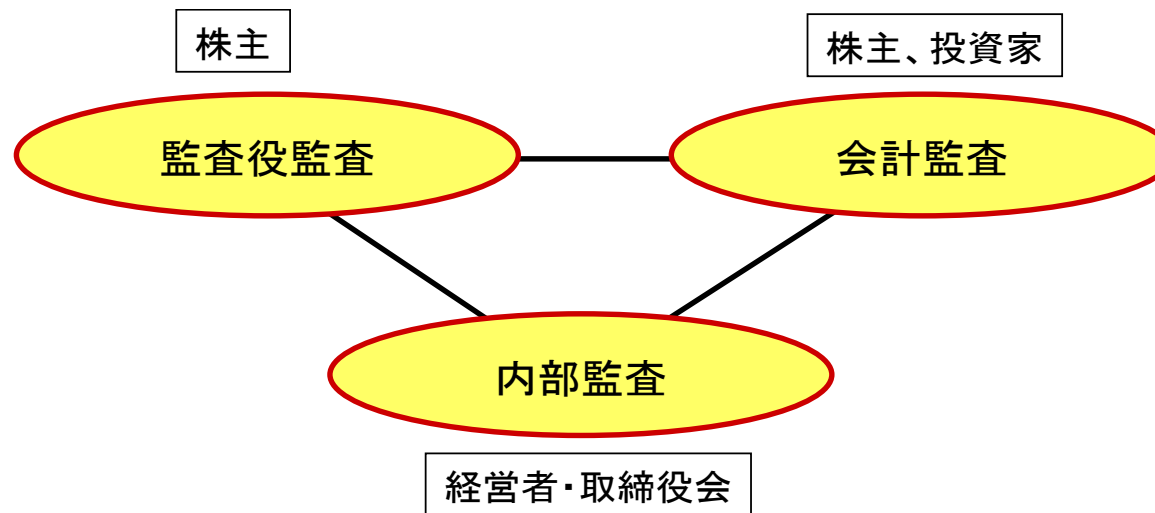 株主
株主、投資家
監査役監査
会計監査
内部監査
経営者・取締役会